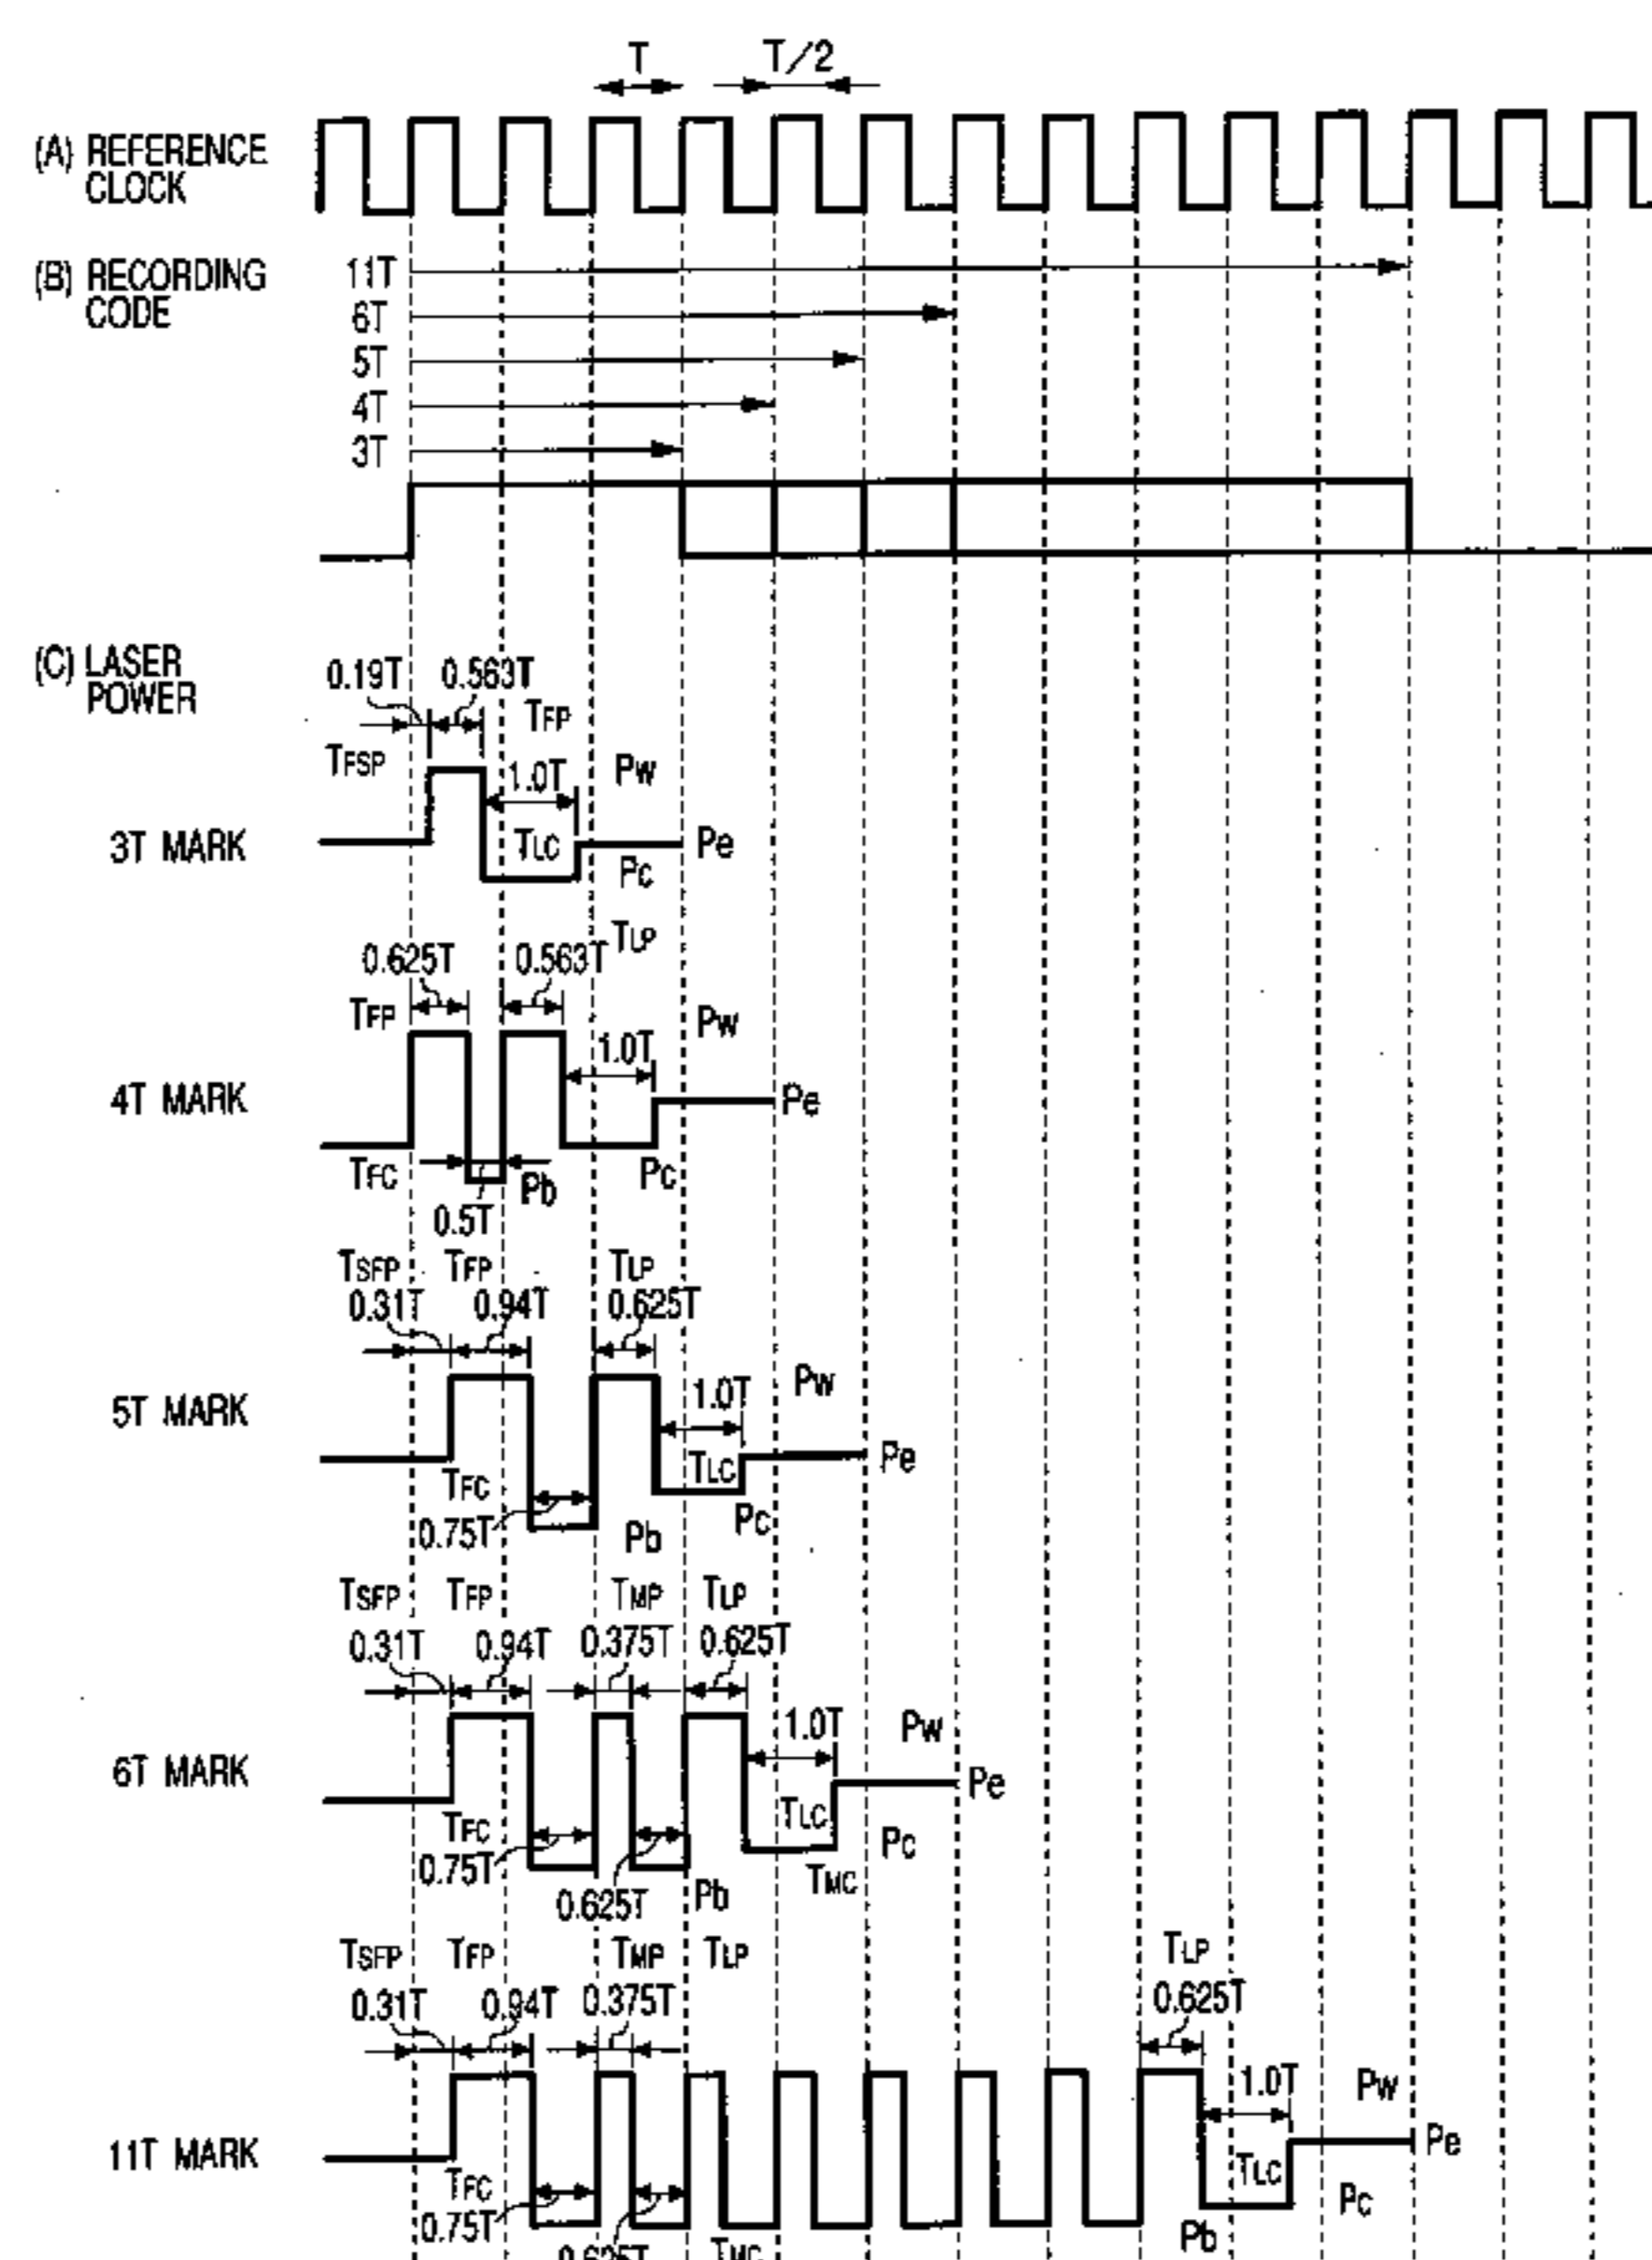 T T/2
(A) REFERENCE
CLOCK
(B) RECORDING
CODE
11T
6T
5T
4T
3T
(C) LASER
POWER
0.19T 0.563T
TFP
TFSP
1.0T Pw
3T MARK
TLC Pe
Pc
TLP
0.625T 0.563T
TFP Pw
1.0T
4T MARK
Pe
TFC Pb Pc
0.5T
TSFP TFP TLP
0.31T 0.94T 0.625T
1.0T Pw
5T MARK
TFC TLC Pe
0.75T Pb Pc
TSFP TFP TMP TLP
0.31T 0.94T 0.375T 0.625T
1.0T Pw
6T MARK
Pe
TFC TLC Pc
0.75T TMC
0.625T Pb
TSFP TFP TMP TLP TLP
0.31T 0.94T 0.375T 0.625T
1.0T Pw
11T MARK
Pe
TFC TLC Pc
0.75T Pb
0.625T TMC